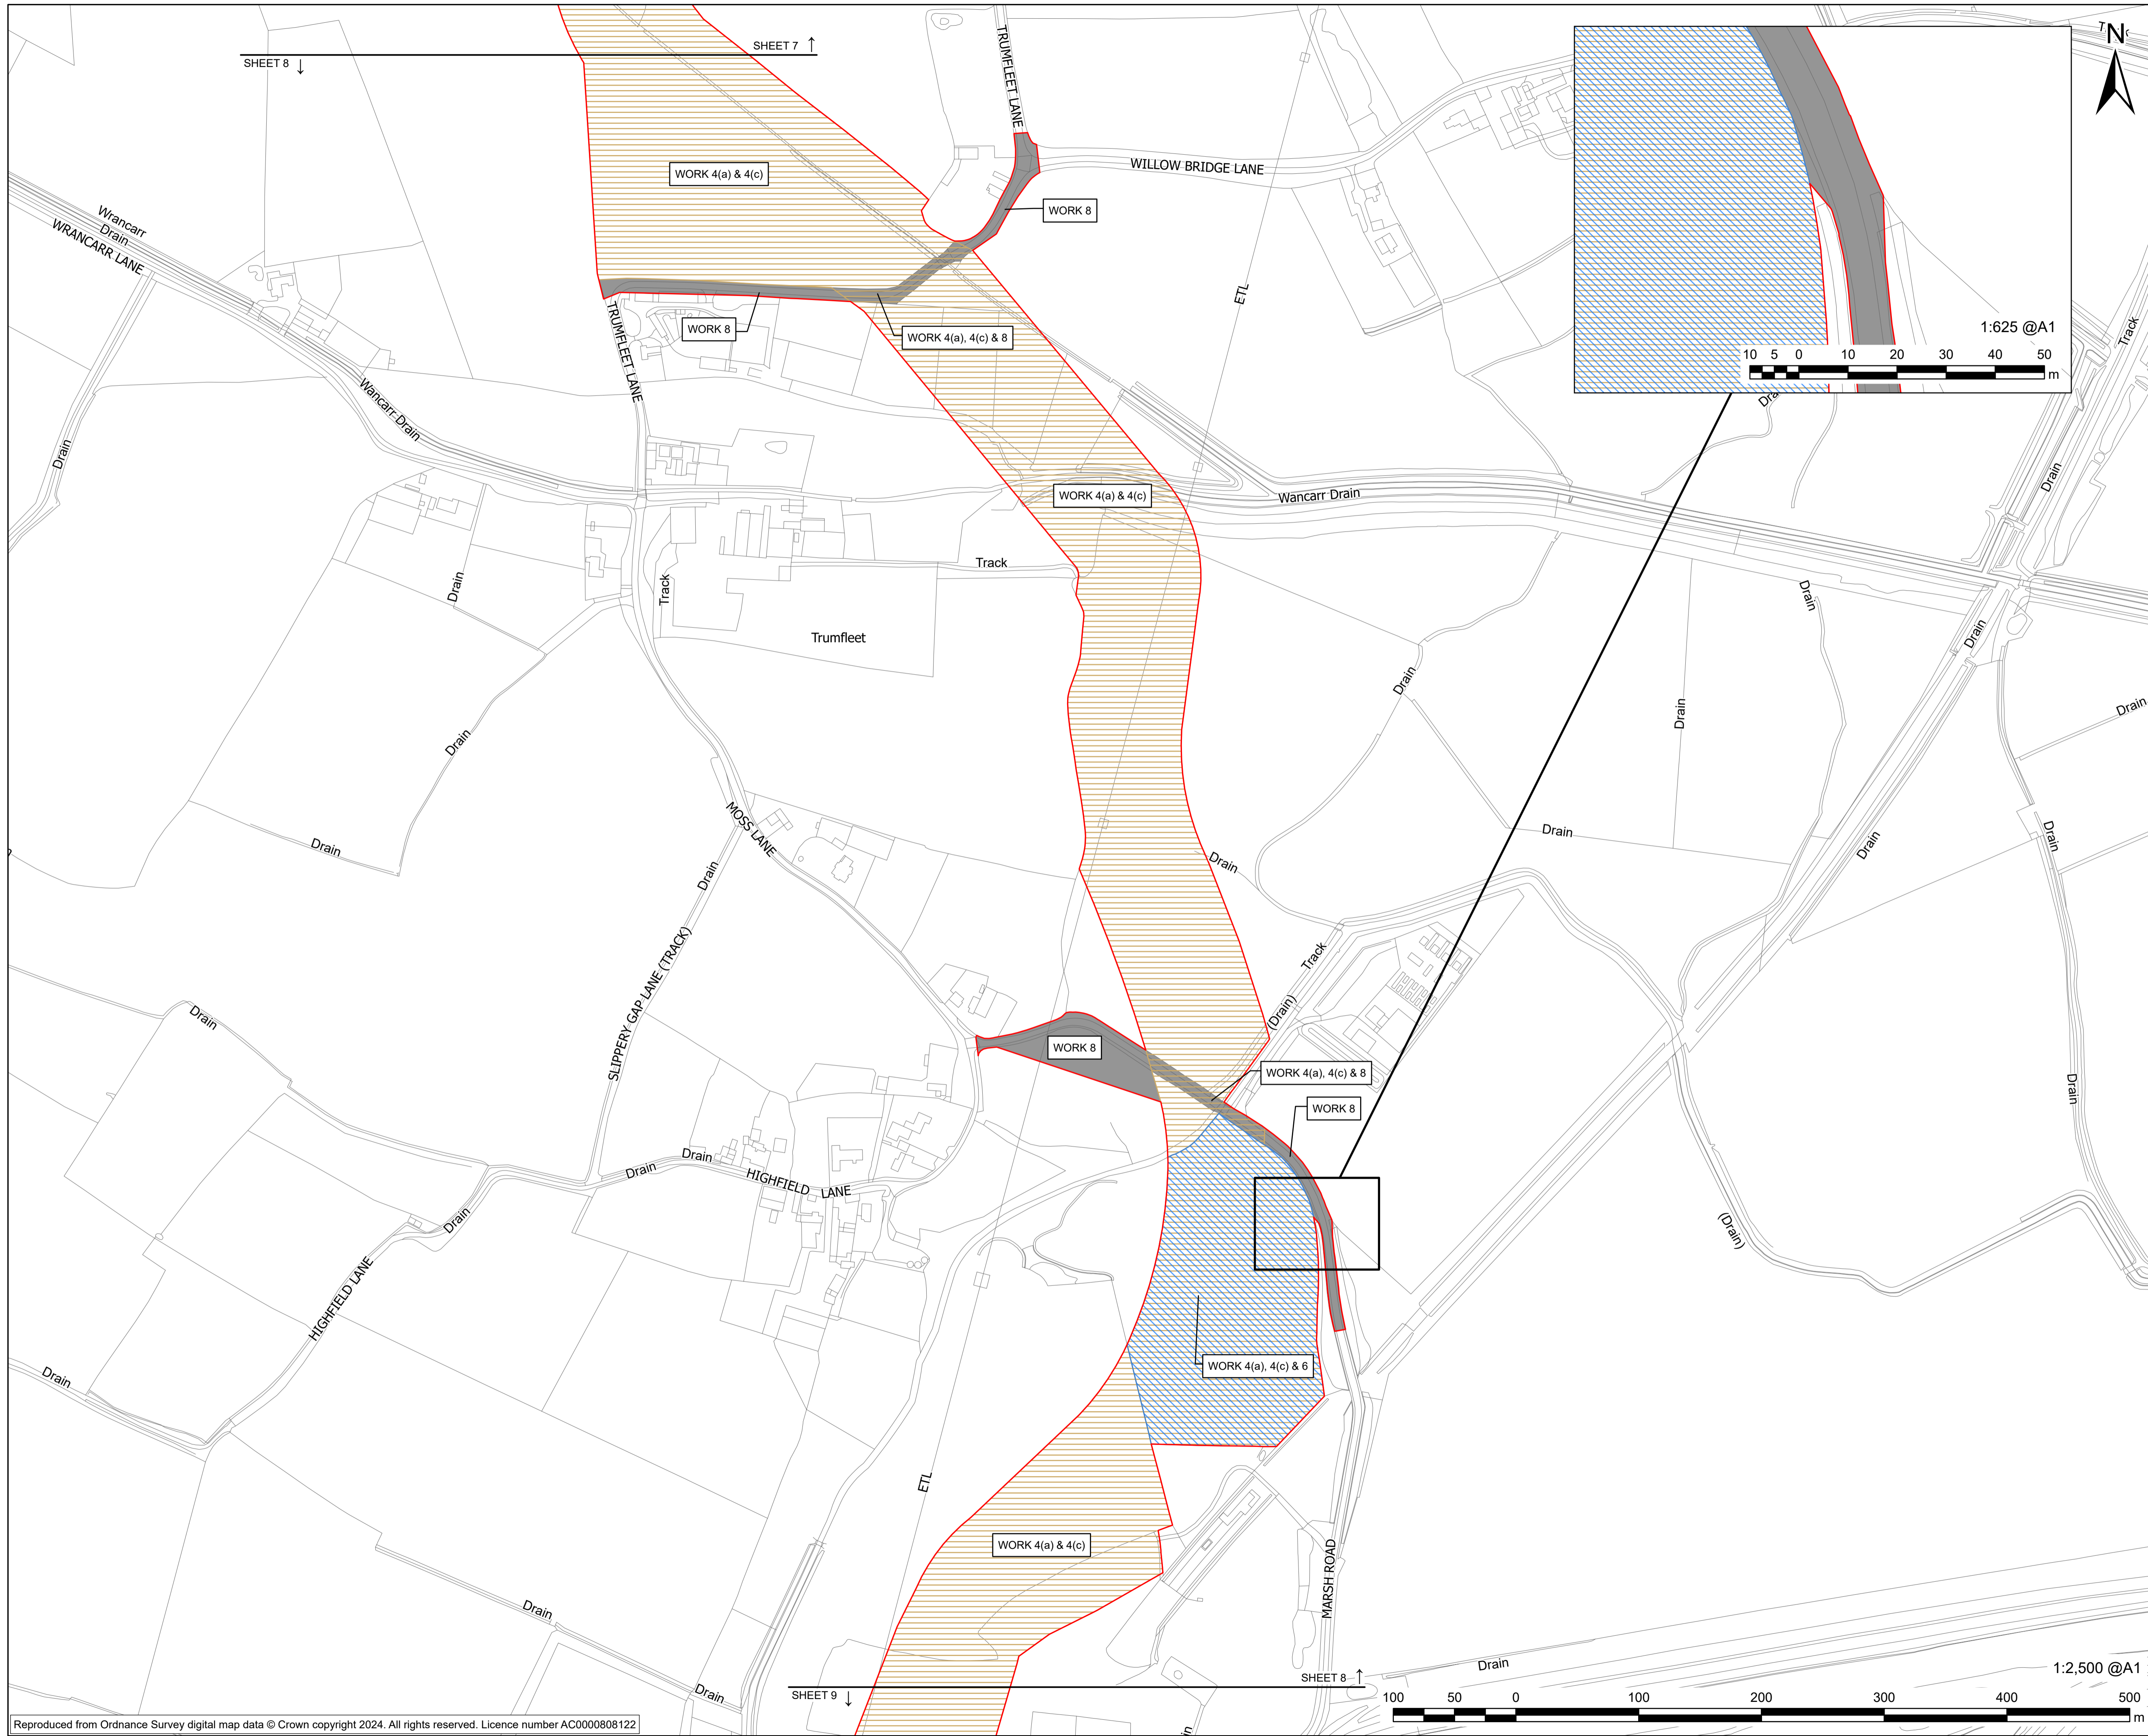 SHEET 7 ↑
SHEET 8 ↓
N
TRUMFLEET LANE
WORK 4(a) & 4(c)
WILLOW BRIDGE LANE
WORK 8
Wrancarr
Drain
WRANCARR LANE
ETL
WORK 8
WORK 4(a), 4(c) & 8
TRUMFLEET LANE
1:625 @A1
10 5 0 10 20 30 40 50
m
Track
Wancarr Drain
Drain
WORK 4(a) & 4(c)
Wancarr Drain
Drain
Track
Track
Drain
Drain
Trumfleet
Drain
Drain
Drain
Drain
Drain
MOSS LANE
Drain
Drain
Drain
Drain
Drain
Drain
SLIPPERY GAP LANE (TRACK)
Track
(Drain)
Drain
WORK 8
WORK 4(a), 4(c) & 8
WORK 8
Drain
Drain
Drain
HIGHFIELD LANE
Drain
HIGHFIELD LANE
(Drain)
Drain
WORK 4(a), 4(c) & 6
ETL
WORK 4(a) & 4(c)
MARSH ROAD
Drain
Drain
Drain
SHEET 8 ↑
SHEET 9 ↓
1:2,500 @A1
100 50 0 100 200 300 400 500
m
Reproduced from Ordnance Survey digital map data © Crown copyright 2024. All rights reserved. Licence number AC0000808122